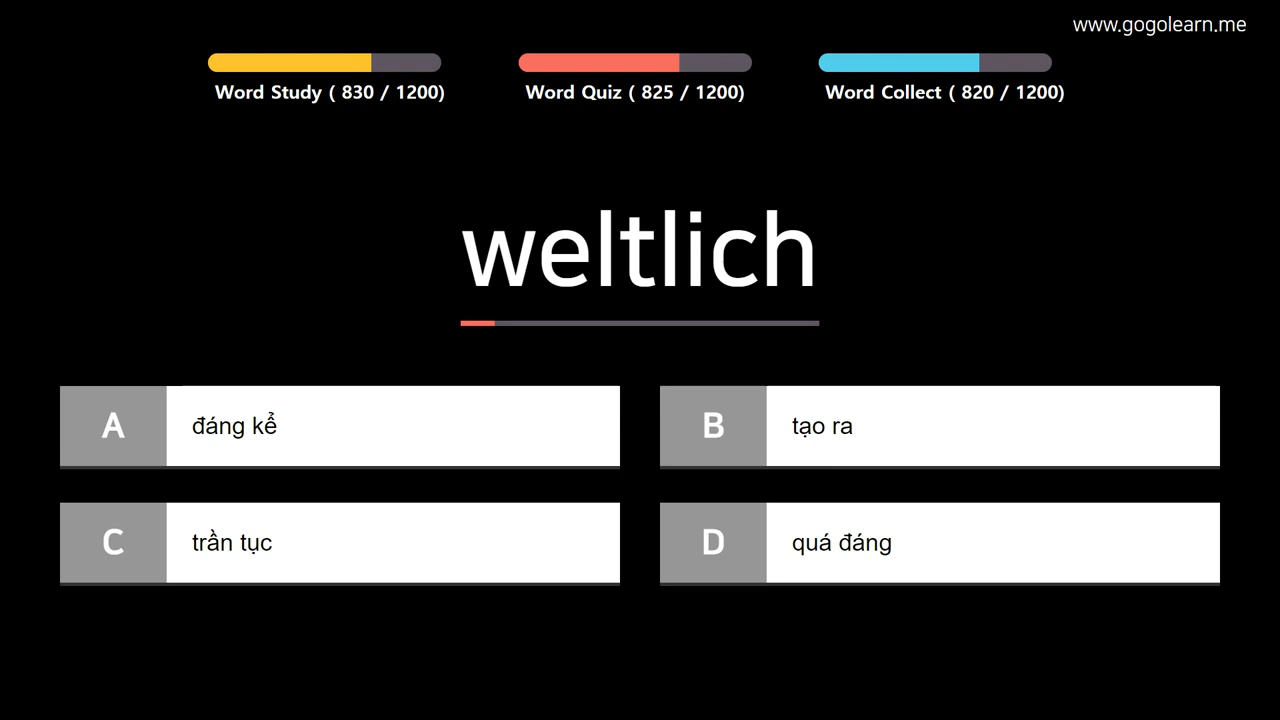 www.gogolearn.me
Word Study ( 830 / 1200)
Word Quiz ( 825 / 1200)
Word Collect ( 820 / 1200)
weltlich
A đáng kể
B tạo ra
C trần tục
D quá đáng